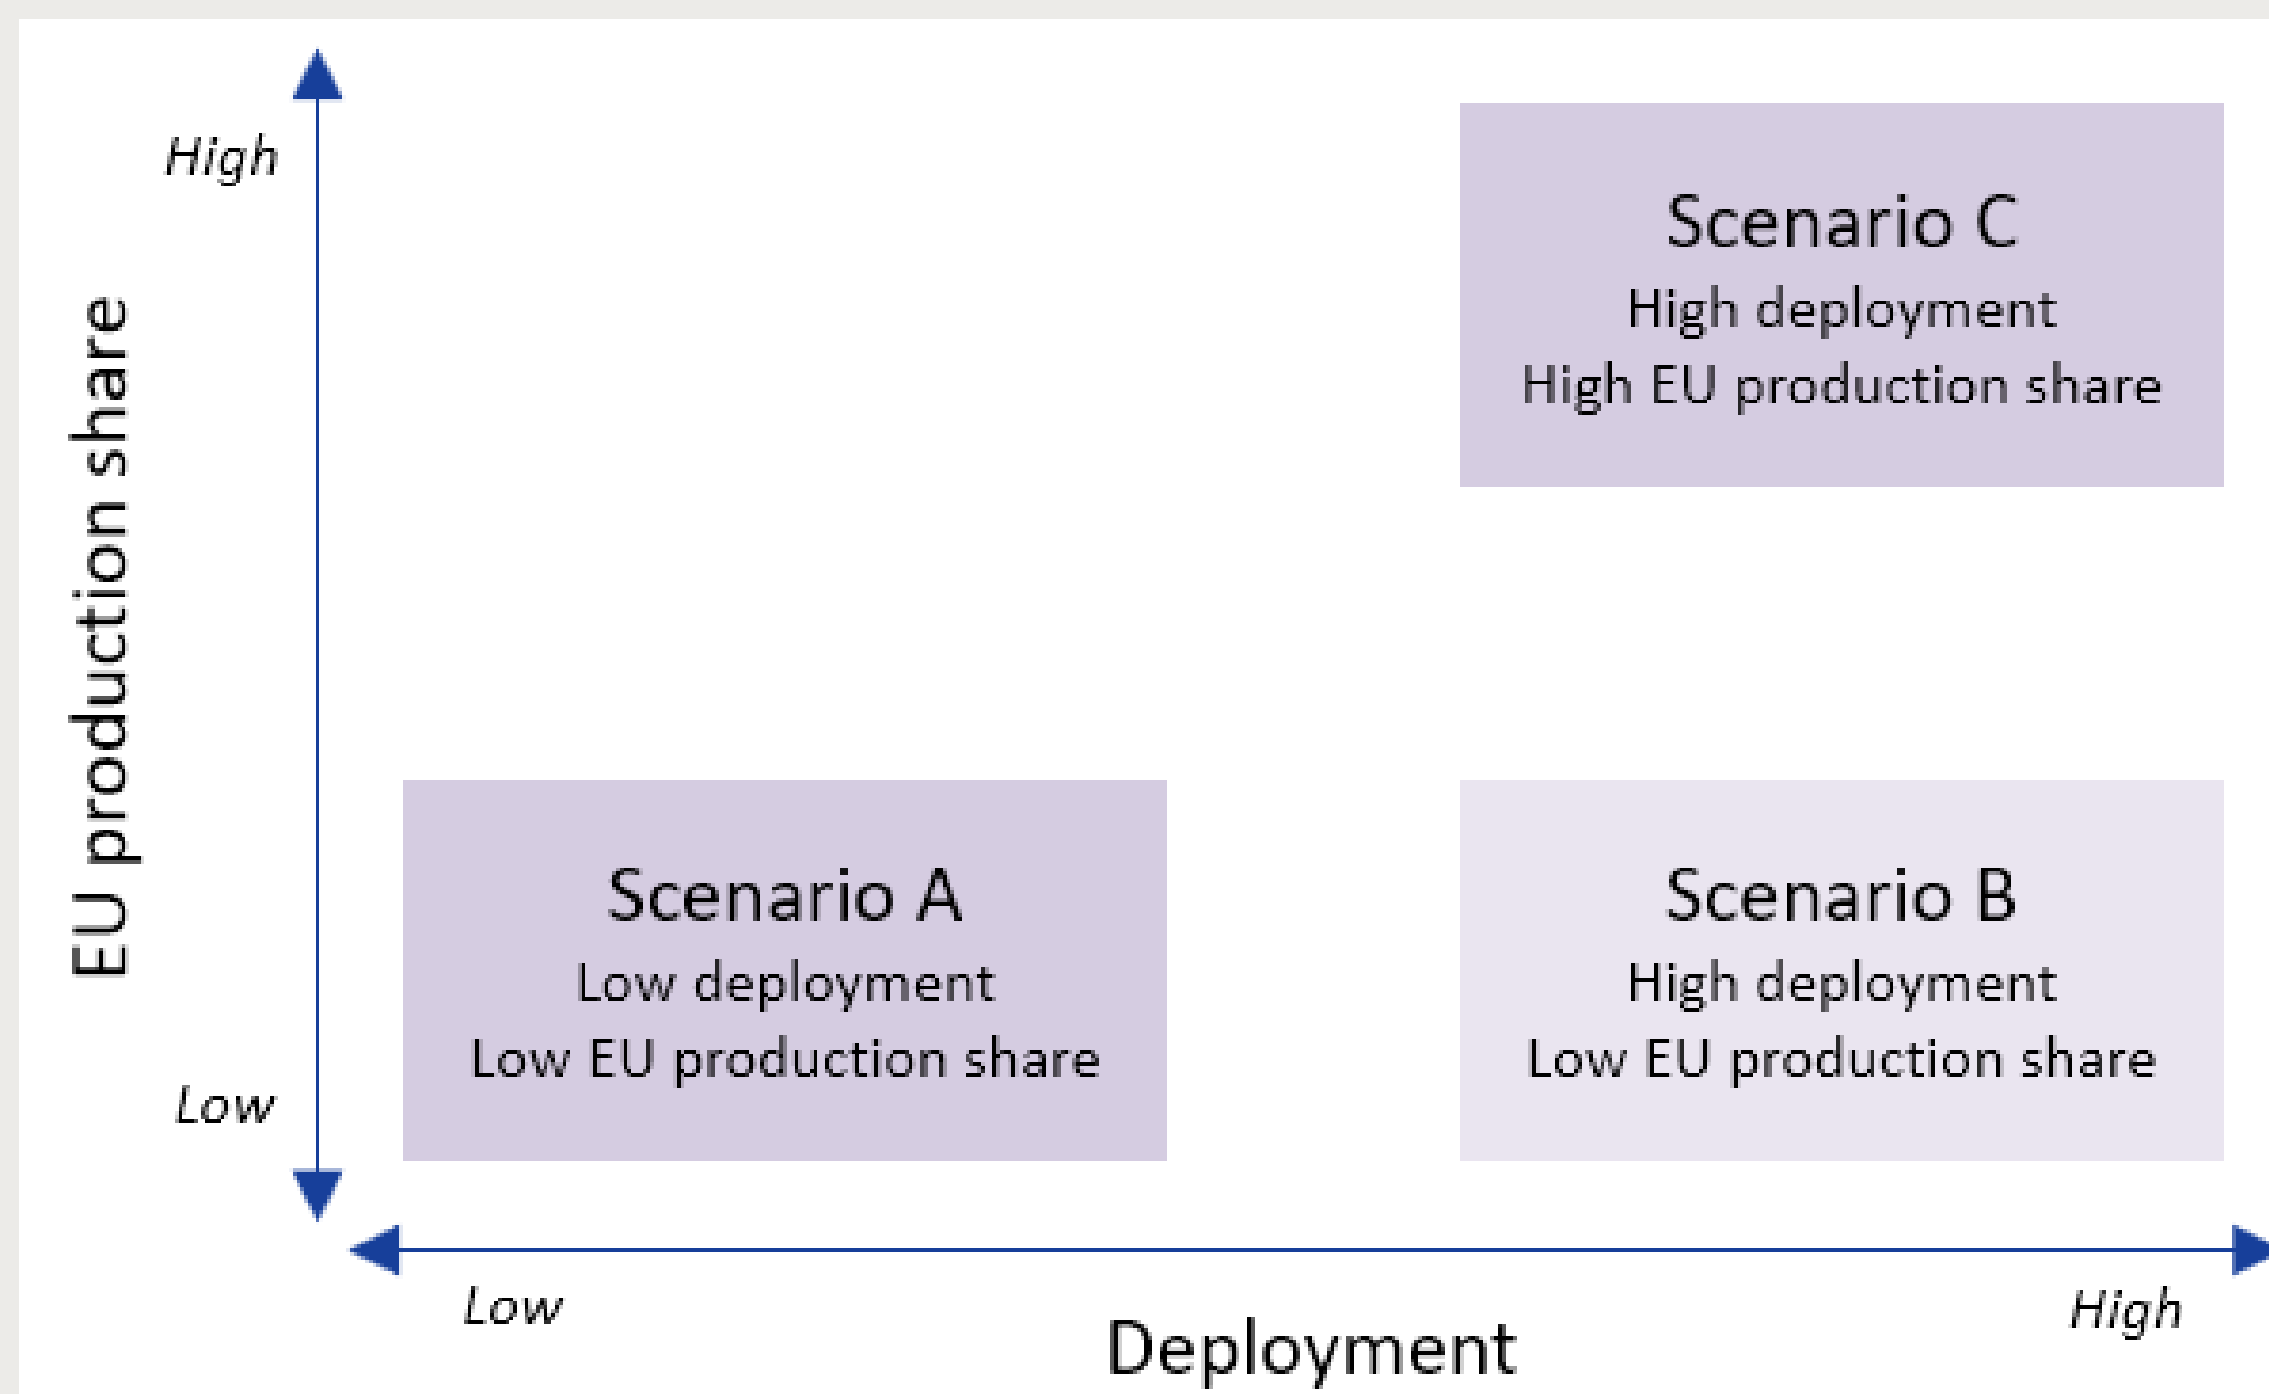 High
EU production share
Low
Scenario C
High deployment
High EU production share
Scenario A
Low deployment
Low EU production share
Scenario B
High deployment
Low EU production share
Low
High
Deployment